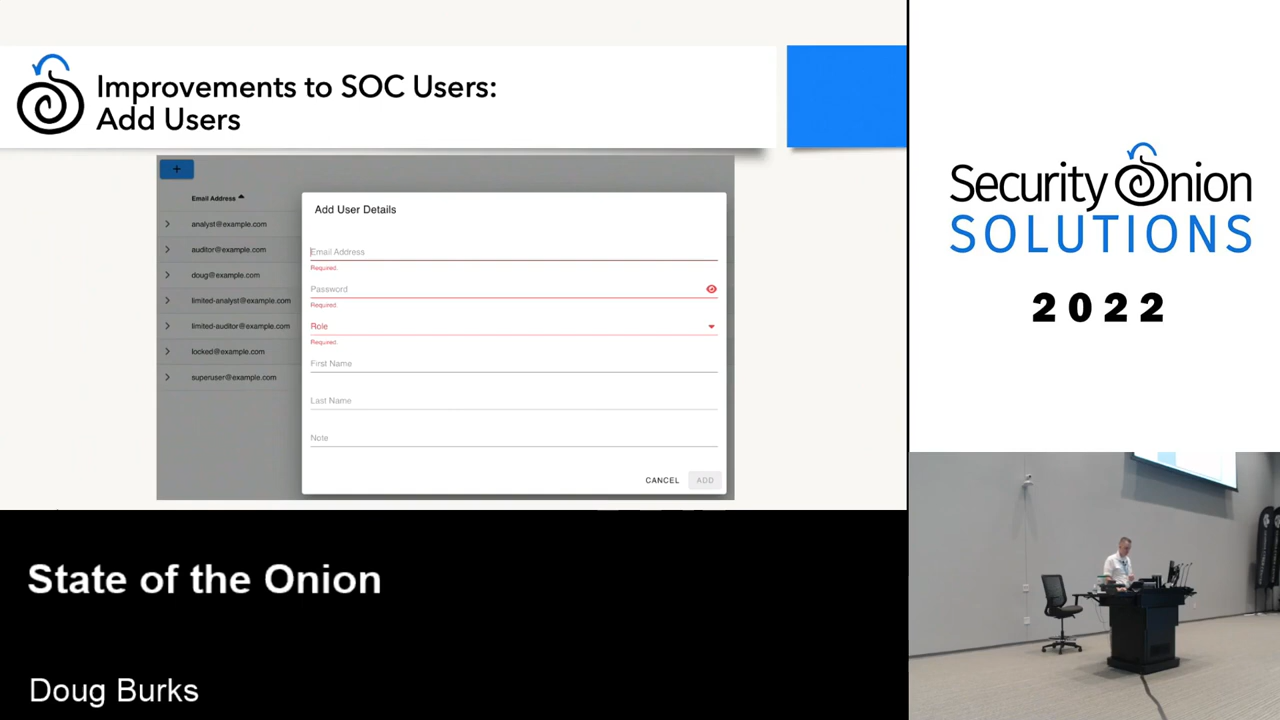 Improvements to SOC Users:
Add Users
+
Email Address
analyst@example.com
auditor@example.com
doug@example.com
limited-analyst@example.com
limited-auditor@example.com
locked@example.com
superuser@example.com
Add User Details
Email Address
Required.
Password
Required.
Role
Required.
First Name
Last Name
Note
CANCEL
ADD
Security Onion
SOLUTIONS
2022
State of the Onion
Doug Burks